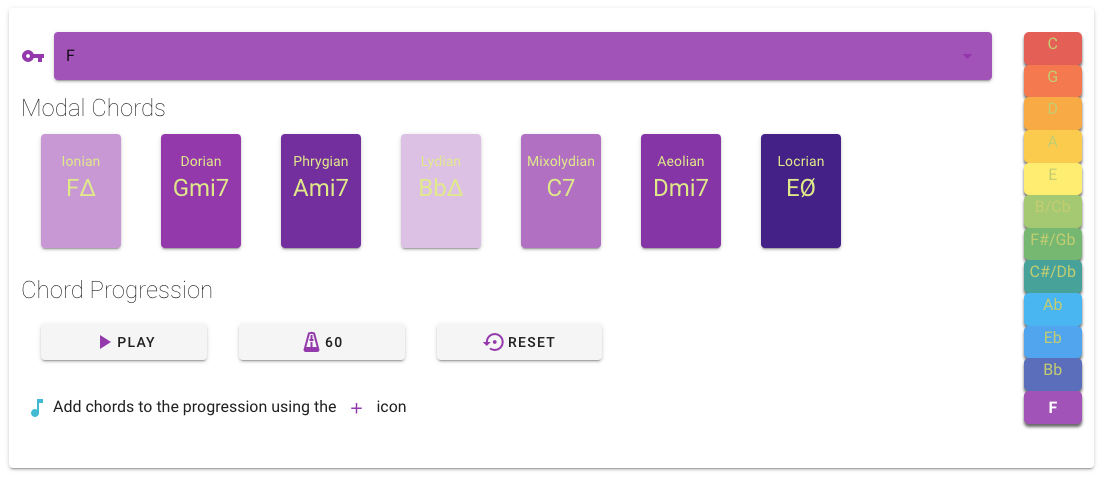 F
Modal Chords
Ionian
FΔ
Dorian
Gmi7
Phrygian
Ami7
Lydian
BbΔ
Mixolydian
C7
Aeolian
Dmi7
Locrian
EØ
Chord Progression
PLAY
60
RESET
Add chords to the progression using the + icon
C
G
D
A
E
B/Cb
F#/Gb
C#/Db
Ab
Eb
Bb
F